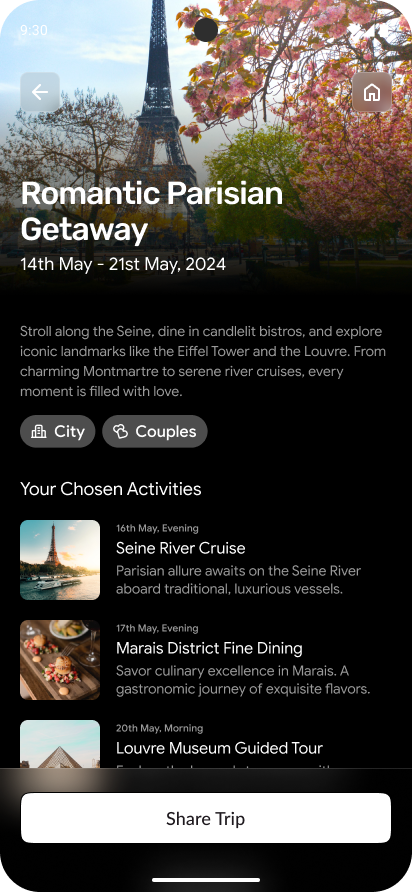 9:30
Romantic Parisian
Getaway
14th May - 21st May, 2024
Stroll along the Seine, dine in candlelit bistros, and explore
iconic landmarks like the Eiffel Tower and the Louvre. From
charming Montmartre to serene river cruises, every
moment is filled with love.
City
Couples
Your Chosen Activities
16th May, Evening
Seine River Cruise
Parisian allure awaits on the Seine River
aboard traditional, luxurious vessels.
17th May, Evening
Marais District Fine Dining
Savor culinary excellence in Marais. A
gastronomic journey of exquisite flavors.
20th May, Morning
Louvre Museum Guided Tour
Share Trip